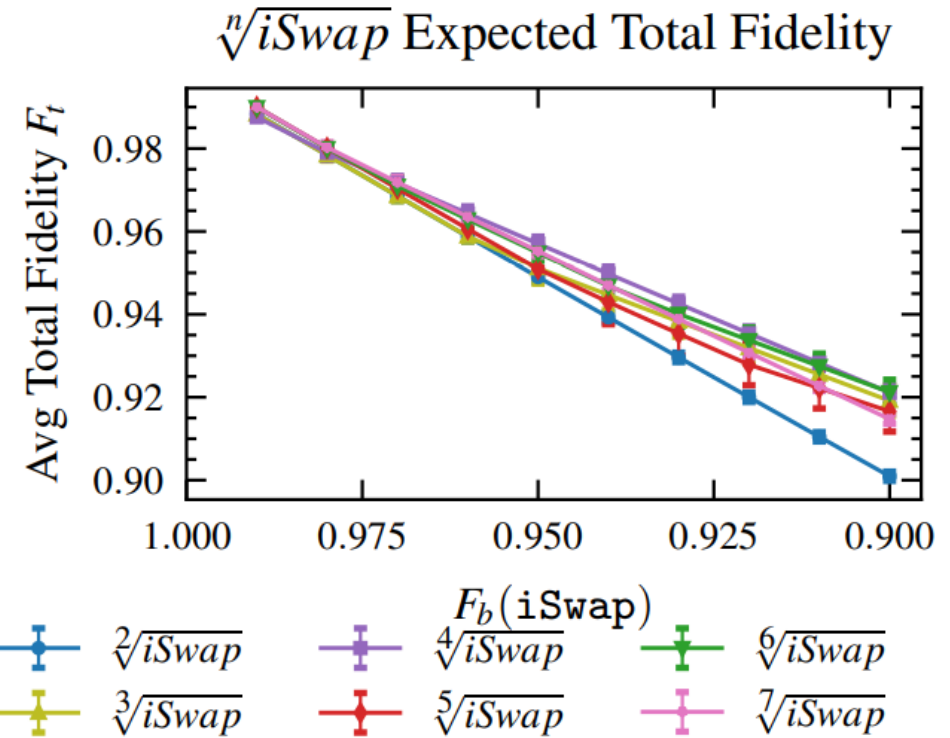 ⁿ√iSwap Expected Total Fidelity
Avg Total Fidelity Fₜ
0.98
0.96
0.94
0.92
0.90
1.000 0.975 0.950 0.925 0.900
F_b(iSwap)
²√iSwap ⁴√iSwap ⁶√iSwap
³√iSwap ⁵√iSwap ⁷√iSwap